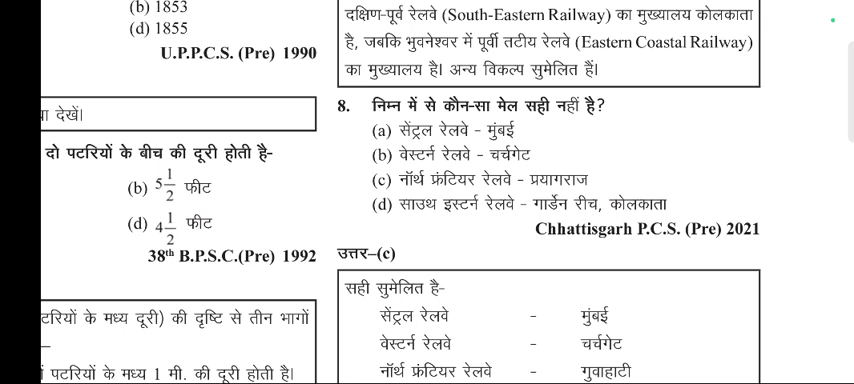 (b) 1853
(d) 1855
U.P.P.C.S. (Pre) 1990
देखें।
दो पटरियों के बीच की दूरी होती है-
(b) 5 1/2 फीट
(d) 4 1/2 फीट
38th B.P.S.C.(Pre) 1992
टरियों के मध्य दूरी) की दृष्टि से तीन भागों
–
पटरियों के मध्य 1 मी. की दूरी होती है।
दक्षिण-पूर्व रेलवे (South-Eastern Railway) का मुख्यालय कोलकाता
है, जबकि भुवनेश्वर में पूर्वी तटीय रेलवे (Eastern Coastal Railway)
का मुख्यालय है। अन्य विकल्प सुमेलित हैं।
8. निम्न में से कौन-सा मेल सही नहीं है?
(a) सेंट्रल रेलवे - मुंबई
(b) वेस्टर्न रेलवे - चर्चगेट
(c) नॉर्थ फ्रंटियर रेलवे - प्रयागराज
(d) साउथ इस्टर्न रेलवे - गार्डेन रीच, कोलकाता
Chhattisgarh P.C.S. (Pre) 2021
उत्तर–(c)
सही सुमेलित है-
सेंट्रल रेलवे - मुंबई
वेस्टर्न रेलवे - चर्चगेट
नॉर्थ फ्रंटियर रेलवे - गुवाहाटी